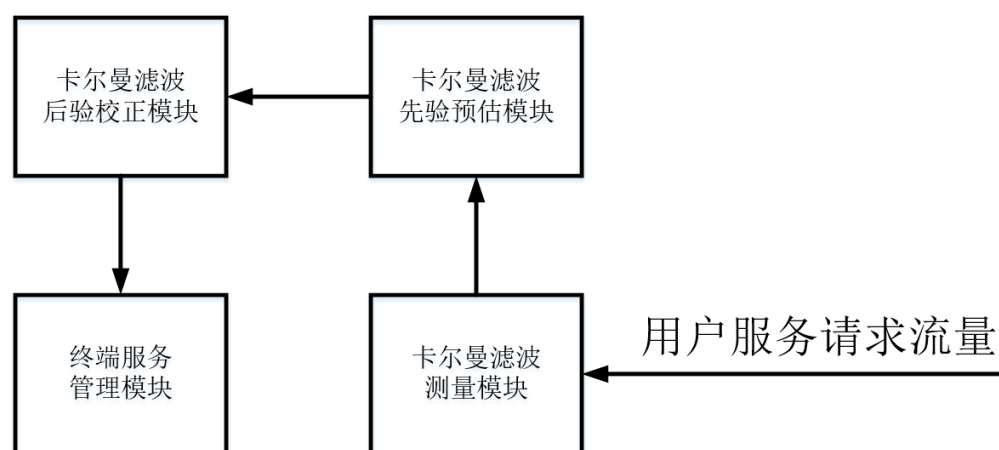 卡尔曼滤波
后验校正模块
卡尔曼滤波
先验预估模块
终端服务
管理模块
卡尔曼滤波
测量模块
用户服务请求流量